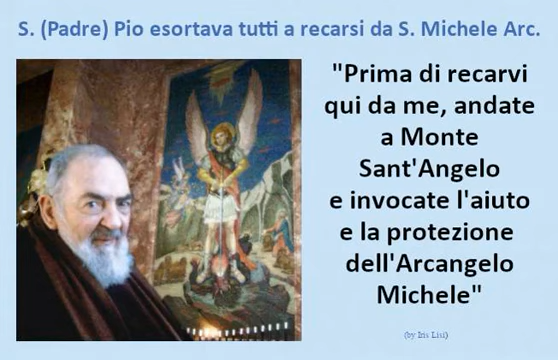 S. (Padre) Pio esortava tutti a recarsi da S. Michele Arc.
"Prima di recarvi
qui da me, andate
a Monte
Sant'Angelo
e invocate l'aiuto
e la protezione
dell'Arcangelo
Michele"
(by Iris Lisi)